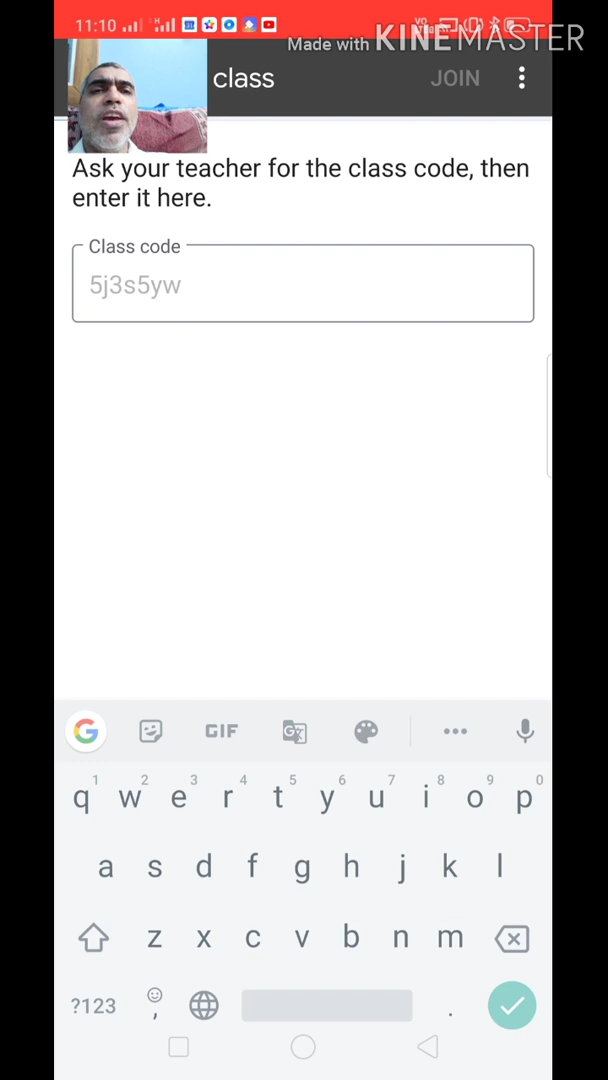 11:10
Made with KINEMASTER
class
JOIN
Ask your teacher for the class code, then
enter it here.
Class code
5j3s5yw
GIF
1 2 3 4 5 6 7 8 9 0
q w e r t y u i o p
a s d f g h j k l
z x c v b n m
?123 , .